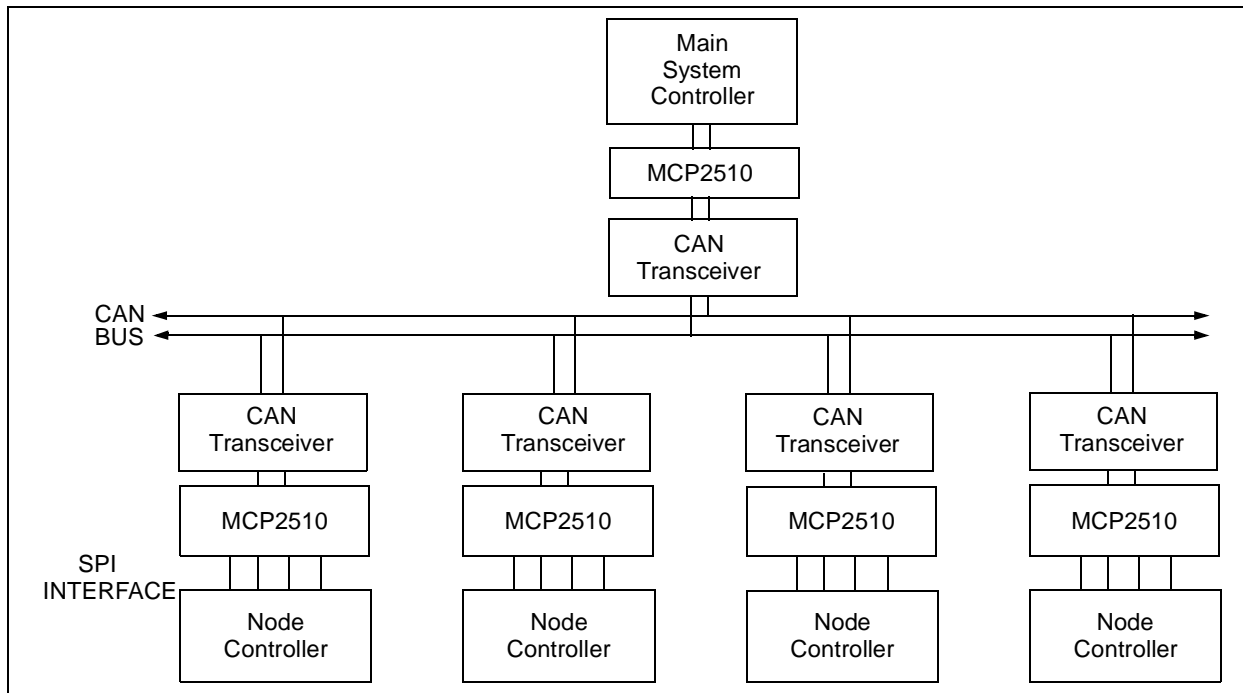 Main
System
Controller
MCP2510
CAN
Transceiver
CAN
BUS
CAN
Transceiver
CAN
Transceiver
CAN
Transceiver
CAN
Transceiver
MCP2510
MCP2510
MCP2510
MCP2510
SPI
INTERFACE
Node
Controller
Node
Controller
Node
Controller
Node
Controller